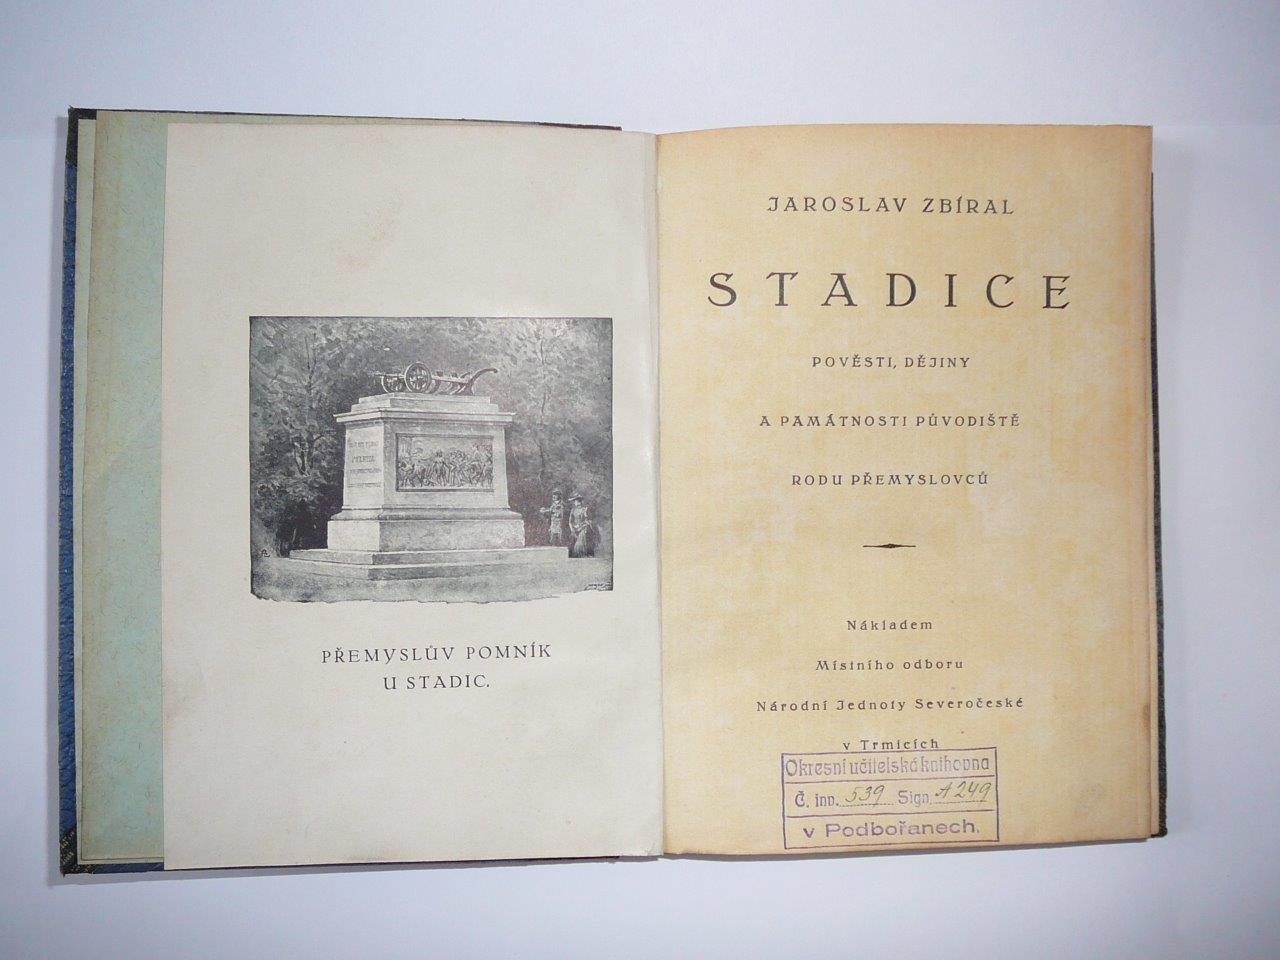 PŘEMYSLŮV POMNÍK
U STADIC.
JAROSLAV ZBÍRAL
STADICE
POVĚSTI, DĚJINY
A PAMÁTNOSTI PŮVODIŠTĚ
RODU PŘEMYSLOVCŮ
Nákladem
Místního odboru
Národní Jednoty Severočeské
v Trmicích
Okresní učitelská knihovna
Č. inv. 539 Sign. A 249
v Podbořanech.